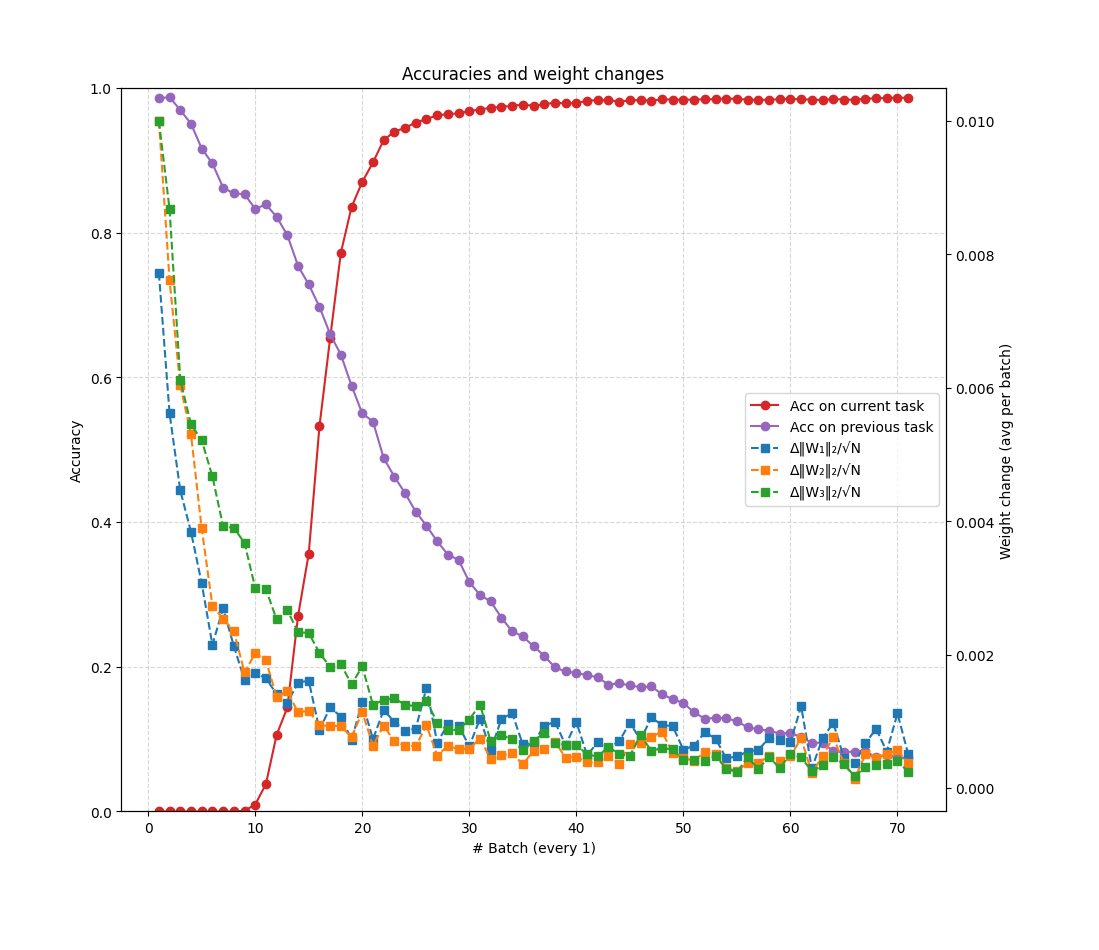 Accuracies and weight changes
1.0
0.8
0.6
0.4
0.2
0.0
Accuracy
0.010
0.008
0.006
0.004
0.002
0.000
Weight change (avg per batch)
Acc on current task
Acc on previous task
Δ‖W₁‖₂/√N
Δ‖W₂‖₂/√N
Δ‖W₃‖₂/√N
0 10 20 30 40 50 60 70
# Batch (every 1)